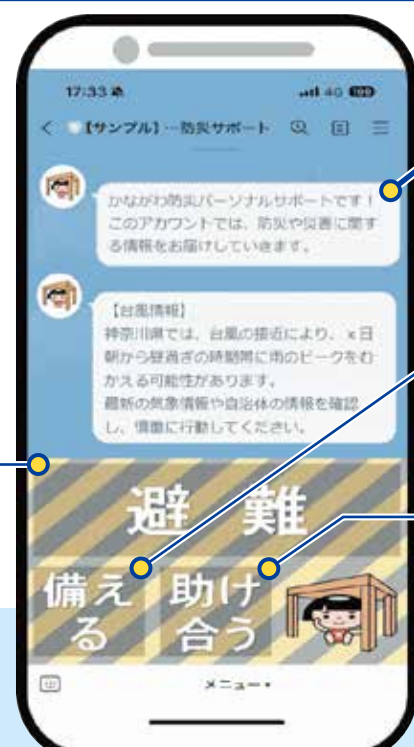 17:33
4G 100
【サンプル】…防災サポート
かながわ防災パーソナルサポートです!
このアカウントでは、防災や災害に関す
る情報をお届けしていきます。
【台風情報】
神奈川県では、台風の接近により、x日
朝から昼過ぎの時間帯に雨のピークをむ
かえる可能性があります。
最新の気象情報や自治体の情報を確認
し、慎重に行動してください。
避難
備え
る
助け
合う
メニュー▾